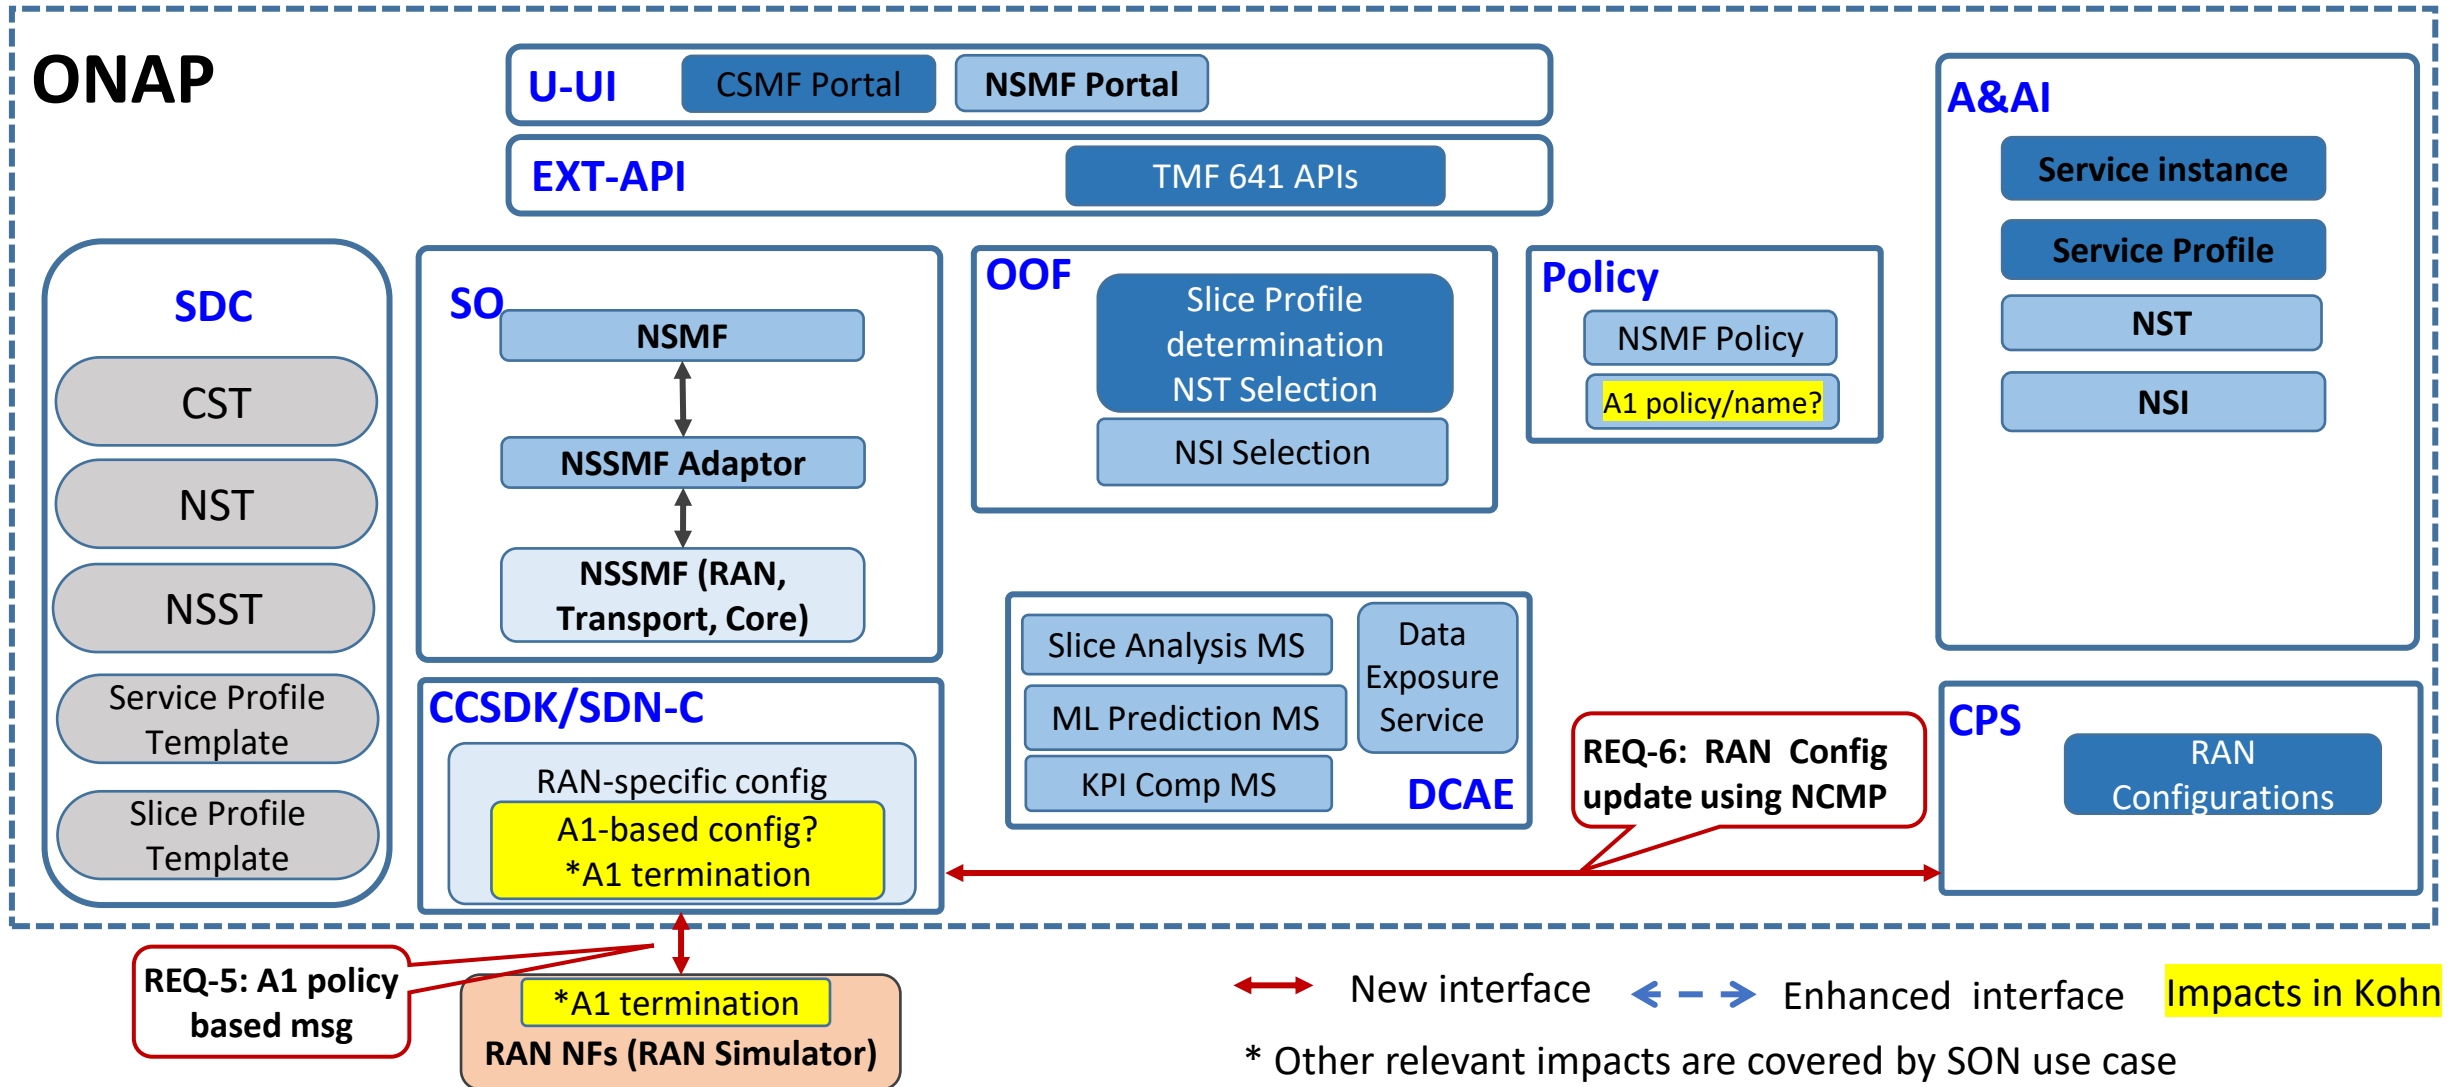 ONAP
U-UI
CSMF Portal
NSMF Portal
EXT-API
TMF 641 APIs
A&AI
Service instance
Service Profile
NST
NSI
SDC
CST
NST
NSST
Service Profile
Template
Slice Profile
Template
SO
NSMF
NSSMF Adaptor
NSSMF (RAN,
Transport, Core)
OOF
Slice Profile
determination
NST Selection
NSI Selection
Policy
NSMF Policy
A1 policy/name?
CCSDK/SDN-C
RAN-specific config
A1-based config?
*A1 termination
Slice Analysis MS
ML Prediction MS
KPI Comp MS
Data
Exposure
Service
DCAE
REQ-6: RAN Config
update using NCMP
CPS
RAN
Configurations
REQ-5: A1 policy
based msg
*A1 termination
RAN NFs (RAN Simulator)
New interface
Enhanced interface
Impacts in Kohn
* Other relevant impacts are covered by SON use case